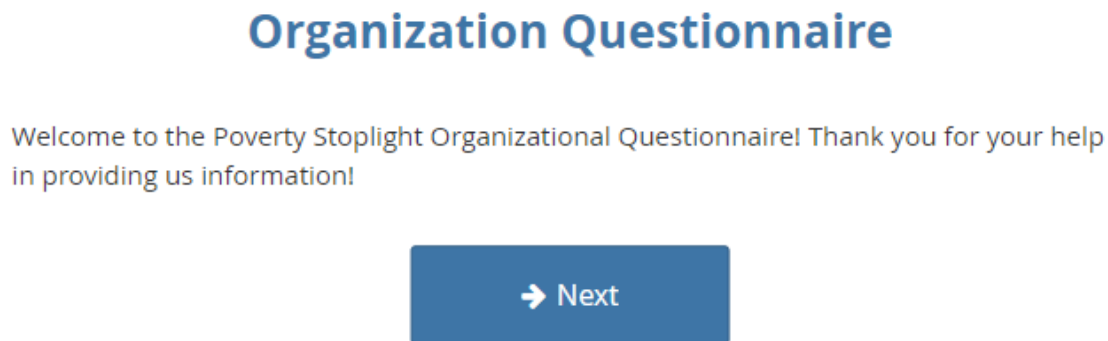 Organization Questionnaire
Welcome to the Poverty Stoplight Organizational Questionnaire! Thank you for your help
in providing us information!
Next